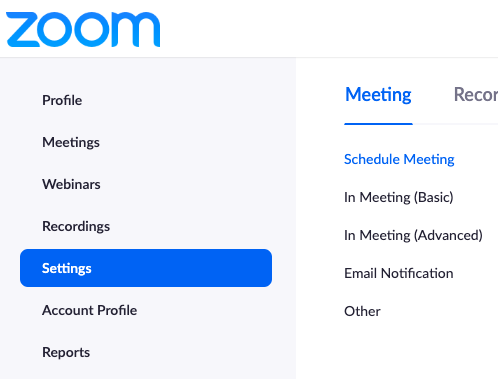 zoom
Profile
Meetings
Webinars
Recordings
Settings
Account Profile
Reports
Meeting
Schedule Meeting
In Meeting (Basic)
In Meeting (Advanced)
Email Notification
Other